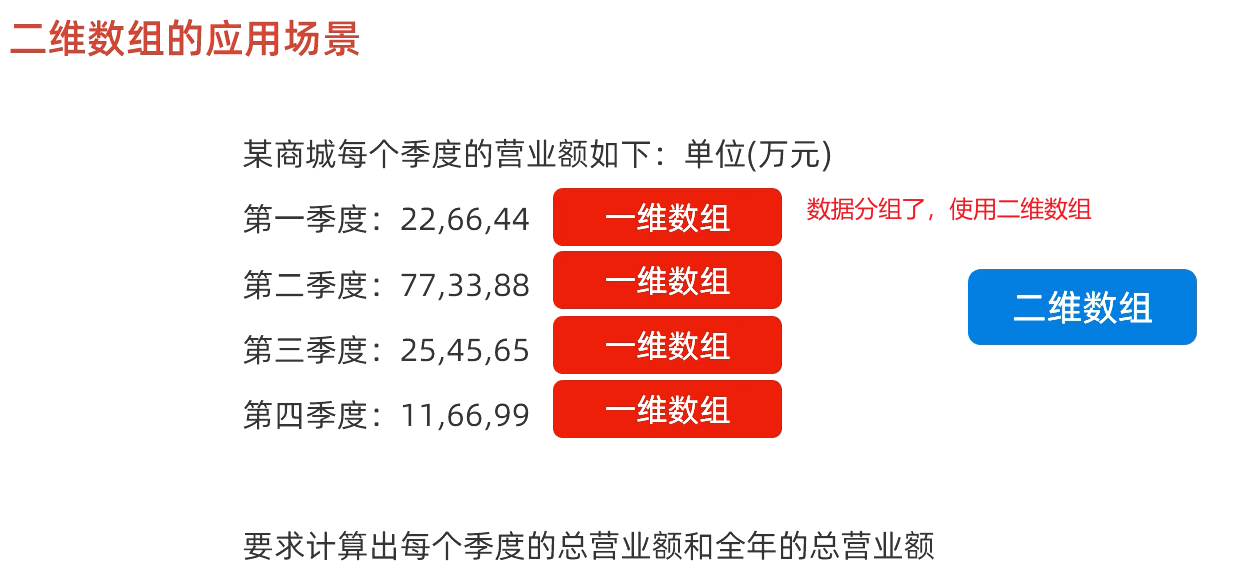 二维数组的应用场景
某商城每个季度的营业额如下：单位(万元)
第一季度：22,66,44 一维数组 数据分组了，使用二维数组
第二季度：77,33,88 一维数组
二维数组
第三季度：25,45,65 一维数组
第四季度：11,66,99 一维数组
要求计算出每个季度的总营业额和全年的总营业额